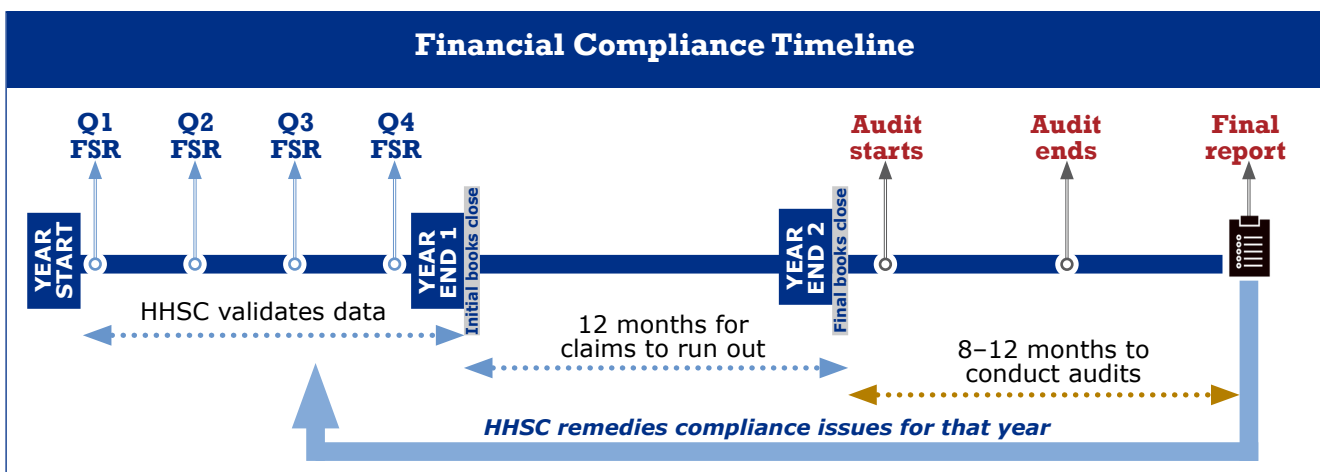 Financial Compliance Timeline
Q1
FSR
Q2
FSR
Q3
FSR
Q4
FSR
Audit
starts
Audit
ends
Final
report
YEAR
START
YEAR
END 1
Initial books close
YEAR
END 2
Final books close
HHSC validates data
12 months for
claims to run out
8–12 months to
conduct audits
HHSC remedies compliance issues for that year